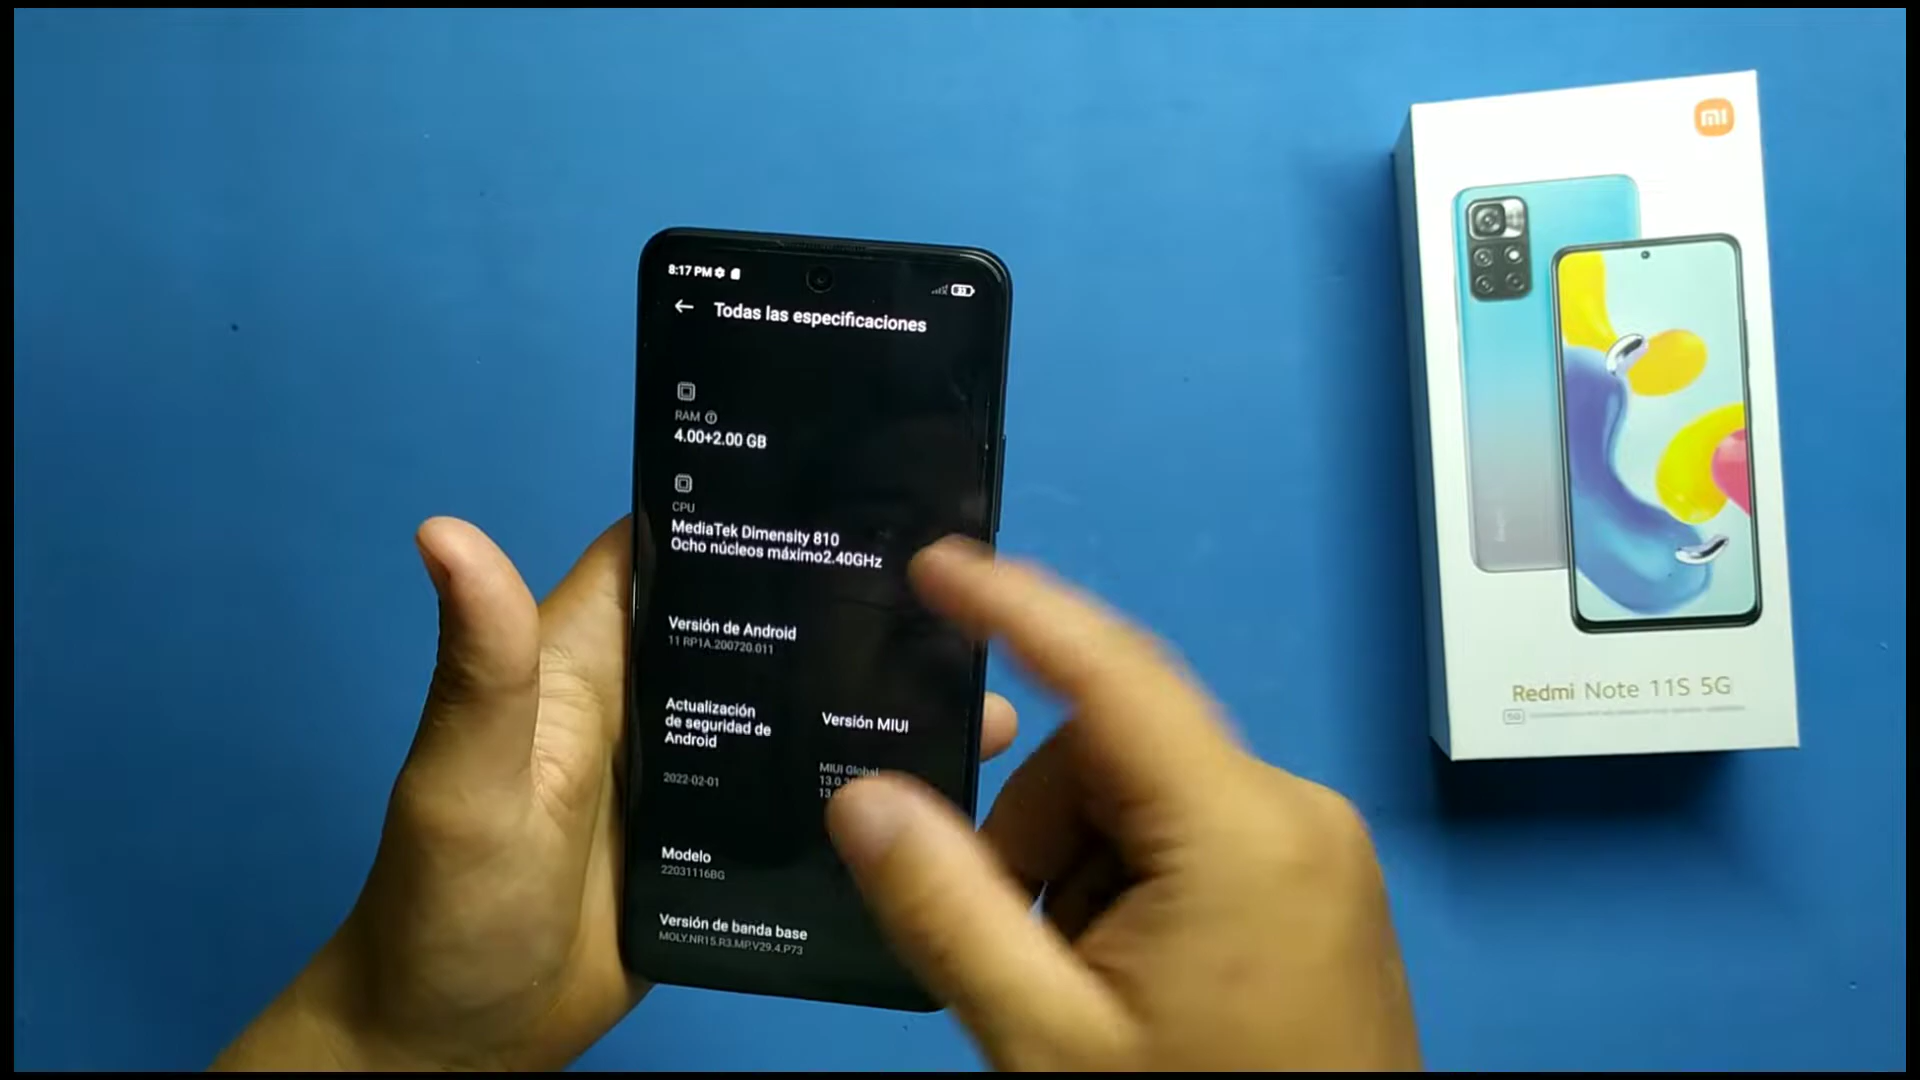 8:17 PM
Todas las especificaciones
RAM
4.00+2.00 GB
CPU
MediaTek Dimensity 810
Ocho núcleos máximo2.40GHz
Versión de Android
11 RP1A.200720.011
Actualización
de seguridad de
Android
2022-02-01
Versión MIUI
MIUI Global
13.0
Modelo
22031116BG
Versión de banda base
MOLY.NR15.R3.MP.V29.4.P73
mi
Redmi Note 11S 5G
5G